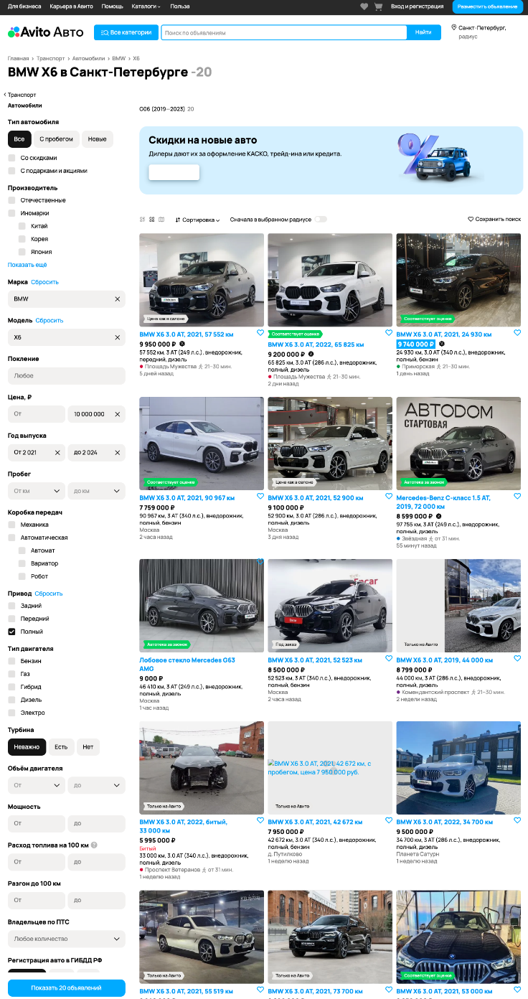 Для бизнеса Карьера в Авито Помощь Каталоги Польза Вход и регистрация Разместить объявление
Avito Авто Все категории Поиск по объявлениям Найти Санкт-Петербург,
радиус
Главная › Транспорт › Автомобили › BMW › X6
BMW X6 в Санкт-Петербурге -20
Транспорт
Автомобили
G06 (2019—2023) 20
Тип автомобиля
Все С пробегом Новые
Со скидками
С подарками и акциями
Производитель
Отечественные
Иномарки
Китай
Корея
Япония
Показать ещё
Марка Сбросить
BMW
Модель Сбросить
X6
Покление
Любое
Цена, ₽
От 10 000 000
Год выпуска
От 2 021 до 2 024
Пробег
От км до км
Коробка передач
Механика
Автоматическая
Автомат
Вариатор
Робот
Привод Сбросить
Задний
Передний
Полный
Тип двигателя
Бензин
Газ
Гибрид
Дизель
Электро
Турбина
Неважно Есть Нет
Объём двигателя
От до
Мощность
От до
Расход топлива на 100 км
От до
Разгон до 100 км
От до
Владельцев по ПТС
Любое количество
Регистрация авто в ГИБДД РФ
Показать 20 объявлений
Скидки на новые авто
Дилеры дают их за оформление КАСКО, трейд-ина или кредита.
%
Сортировка Сначала в выбранном радиусе Сохранить поиск
Цена как в салоне
BMW X6 3.0 AT, 2021, 57 552 км
9 950 000 ₽
57 552 км, 3 AT (249 л.с.), внедорожник,
передний, дизель
Площадь Мужества 21–30 мин.
5 дней назад
Соответствует оценке
BMW X6 3.0 AT, 2022, 65 825 км
9 200 000 ₽
65 825 км, 3.0 AT (286 л.с.), внедорожник,
полный, дизель
Площадь Мужества 21–30 мин.
2 дни назад
Соответствует оценке
BMW X6 3.0 AT, 2021, 24 930 км
9 740 000 ₽
24 930 км, 3.0 AT (340 л.с.), внедорожник,
полный, бензин
Приморская 21–30 мин.
1 день назад
Соответствует оценке
BMW X6 3.0 AT, 2021, 90 967 км
7 759 000 ₽
90 967 км, 3 AT (340 л.с.), внедорожник,
полный, бензин
Москва
2 часа назад
Цена как в салоне
BMW X6 3.0 AT, 2021, 52 900 км
9 100 000 ₽
52 900 км, 3.0 AT (286 л.с.), внедорожник,
полный, дизель
Москва
3 дня назад
АВТОDОМ
СТАРТОВАЯ
Автотека за звонок
Mercedes-Benz C-класс 1.5 AT,
2019, 72 000 км
8 599 000 ₽
97 755 км, 3 AT (249 л.с.), внедорожник,
полный, дизель
Звёздная от 31 мин.
55 минут назад
Автотека за звонок
Лобовое стекло Mercedes G63
AMG
9 000 ₽
46 410 км, 3 AT (249 л.с.), внедорожник,
полный, дизель
Москва
1 час назад
Encar
Под заказ
BMW X6 3.0 AT, 2021, 52 523 км
8 500 000 ₽
52 523 км, 3 AT (340 л.с.), внедорожник,
полный, бензин
Москва
2 часа назад
Только на Авито
BMW X6 3.0 AT, 2019, 44 000 км
8 799 000 ₽
44 000 км, 3 AT (286 л.с.), внедорожник,
полный, дизель
Комендантский проспект 21–30 мин.
2 недели назад
Только на Авито
BMW X6 3.0 AT, 2022, битый,
33 000 км
5 995 000 ₽
Битый
33 000 км, 3.0 AT (340 л.с.), внедорожник,
полный, дизель
Проспект Ветеранов от 31 мин.
1 неделю назад
BMW X6 3.0 AT, 2021, 42 672 км, с
пробегом, цена 7 950 000 руб.
Только на Авито
BMW X6 3.0 AT, 2021, 42 672 км
7 950 000 ₽
42 672 км, 3.0 AT (340 л.с.), внедорожник,
полный, бензин
д. Путилково
1 неделю назад
BMW X6 3.0 AT, 2022, 34 700 км
9 500 000 ₽
34 700 км, 3 AT (286 л.с.), внедорожник,
полный, дизель
Планета Сатурн
1 неделю назад
Только на Авито
BMW X6 3.0 AT, 2021, 55 519 км
Только на Авито
BMW X6 3.0 AT, 2021, 73 700 км
Соответствует оценке
BMW X6 3.0 AT, 2021, 53 000 км